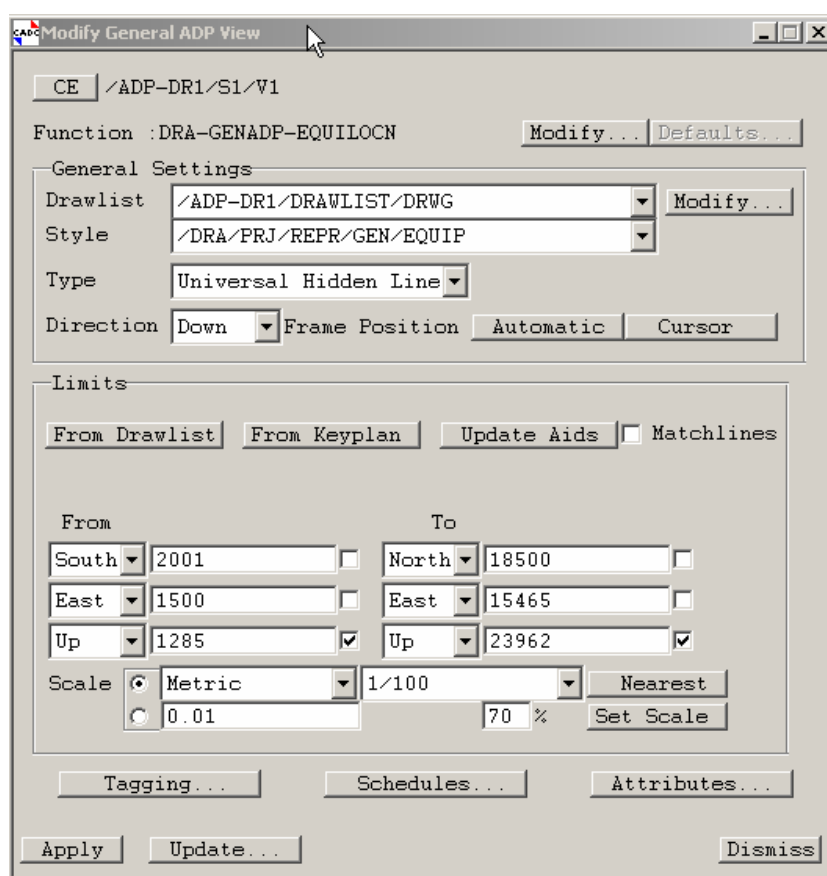 CADC Modify General ADP View
CE /ADP-DR1/S1/V1
Function :DRA-GENADP-EQUILOCN Modify... Defaults...
General Settings
Drawlist /ADP-DR1/DRAWLIST/DRWG Modify...
Style /DRA/PRJ/REPR/GEN/EQUIP
Type Universal Hidden Line
Direction Down Frame Position Automatic Cursor
Limits
From Drawlist From Keyplan Update Aids Matchlines
From To
South 2001 North 18500
East 1500 East 15465
Up 1285 Up 23962
Scale Metric 1/100 Nearest
0.01 70 % Set Scale
Tagging... Schedules... Attributes...
Apply Update... Dismiss